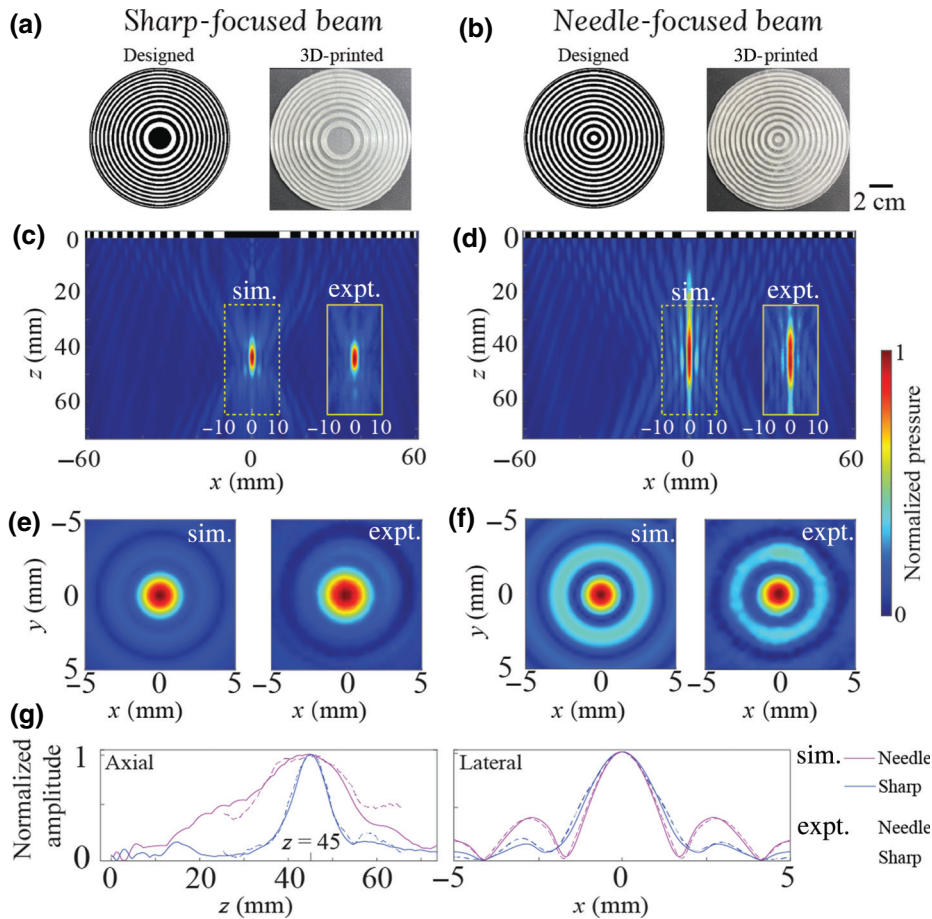 (a) Sharp-focused beam
Designed 3D-printed
(b) Needle-focused beam
Designed 3D-printed
2 cm
(c)
0
20
40
60
z (mm)
sim. expt.
−10 0 10 −10 0 10
−60 0 60
x (mm)
(d)
0
20
40
60
z (mm)
sim. expt.
−10 0 10 −10 0 10
−60 0 60
x (mm)
1
Normalized pressure
0
(e)
−5
0
5
y (mm)
sim. expt.
−5 0 5 −5 0 5
x (mm) x (mm)
(f)
−5
0
5
y (mm)
sim. expt.
−5 0 5 −5 0 5
x (mm) x (mm)
(g)
Normalized
amplitude
1
0
Axial
z = 45
0 20 40 60
z (mm)
Lateral
-5 0 5
x (mm)
sim. Needle
Sharp
expt. Needle
Sharp